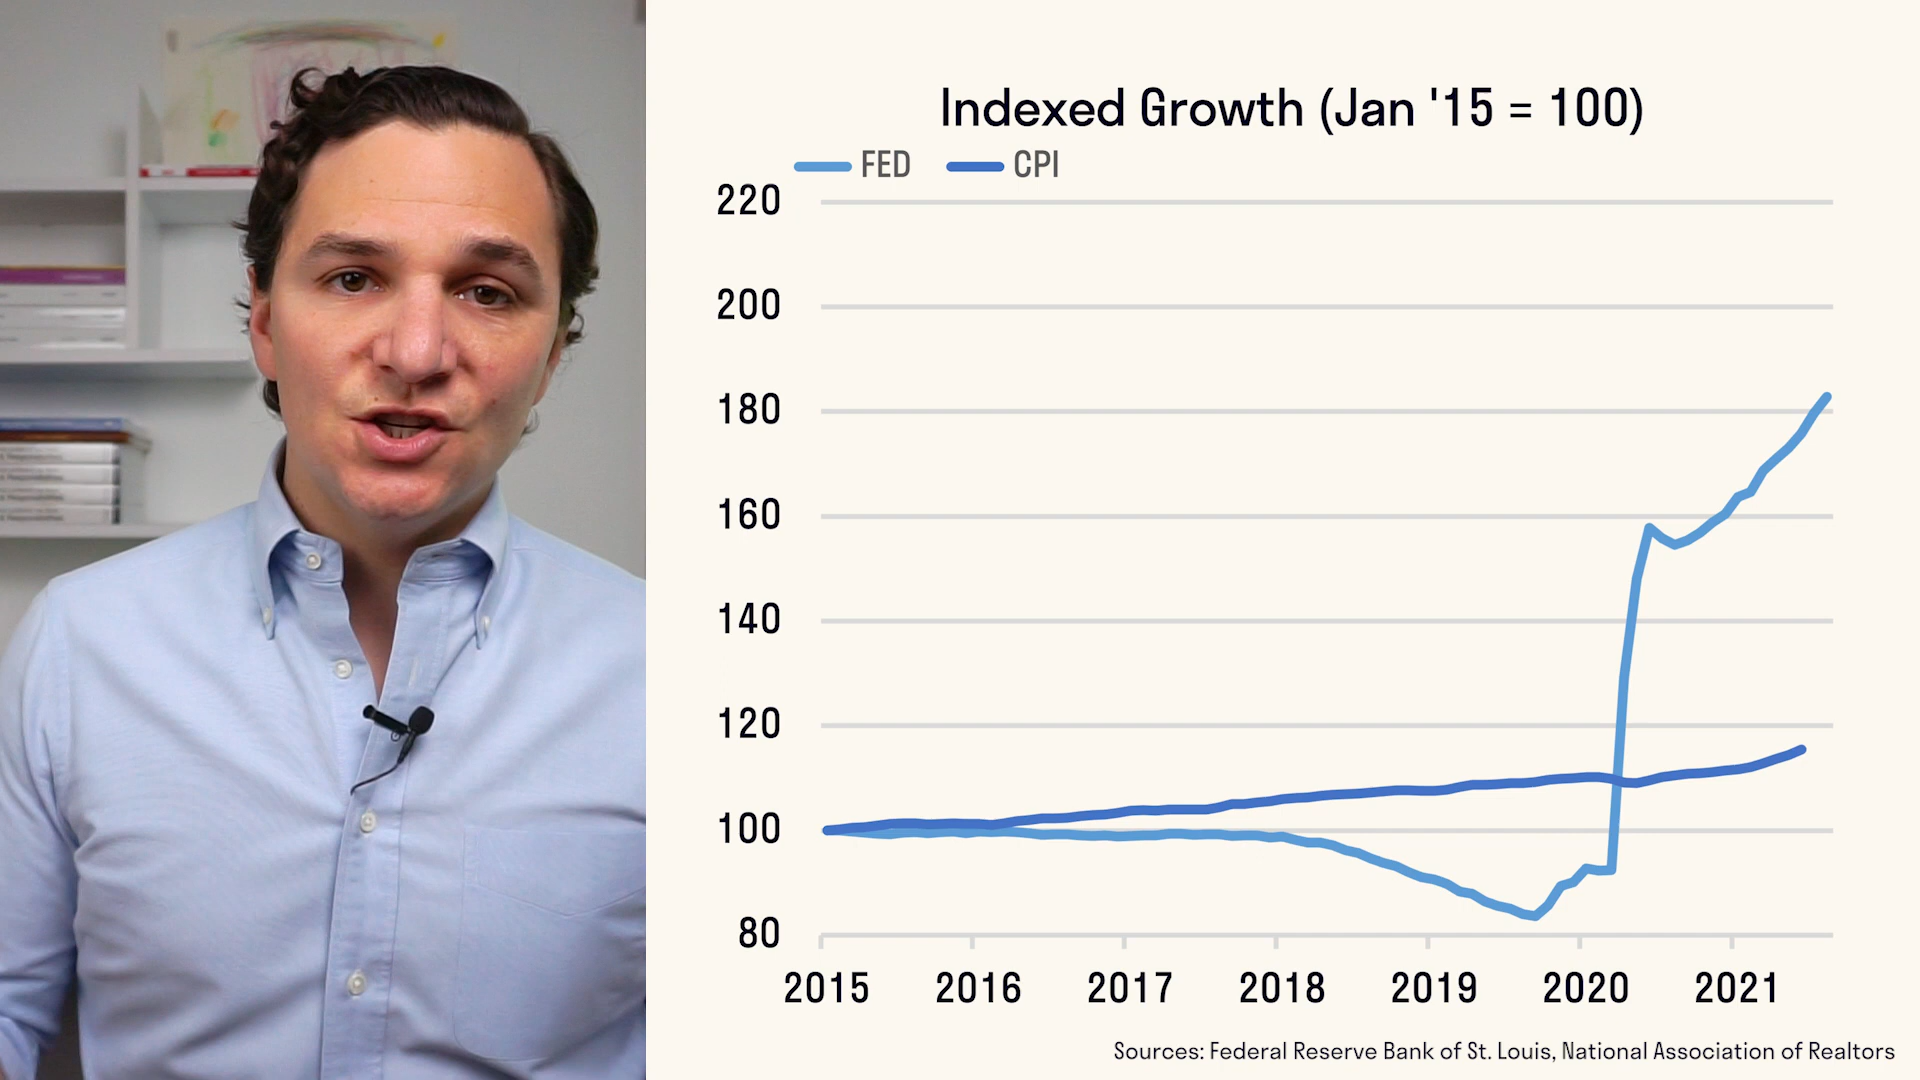 Indexed Growth (Jan '15 = 100)
FED CPI
220
200
180
160
140
120
100
80
2015 2016 2017 2018 2019 2020 2021
Sources: Federal Reserve Bank of St. Louis, National Association of Realtors